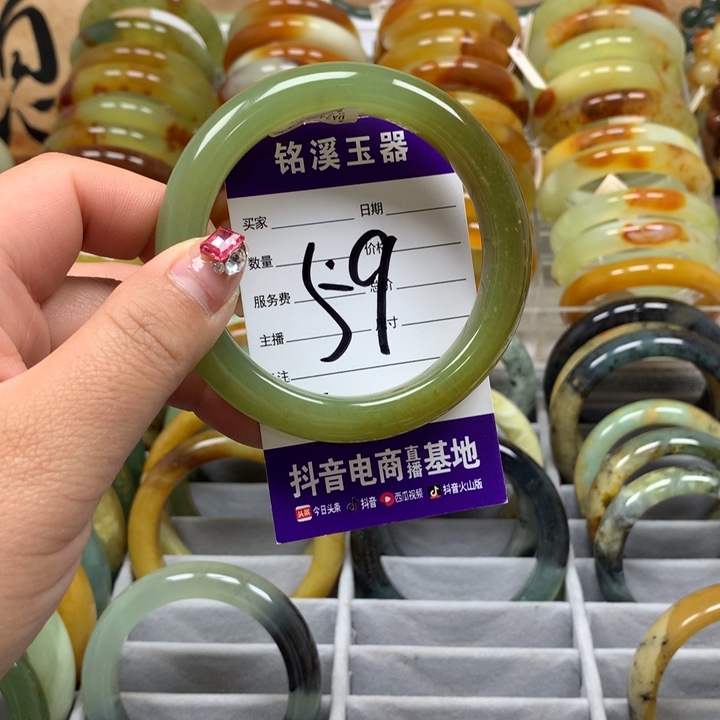 铭溪玉器
买家 日期
数量 价格
服务费 总价
主播 尺寸
59
抖音电商直播基地
头条 今日头条 抖音 西瓜视频 抖音火山版